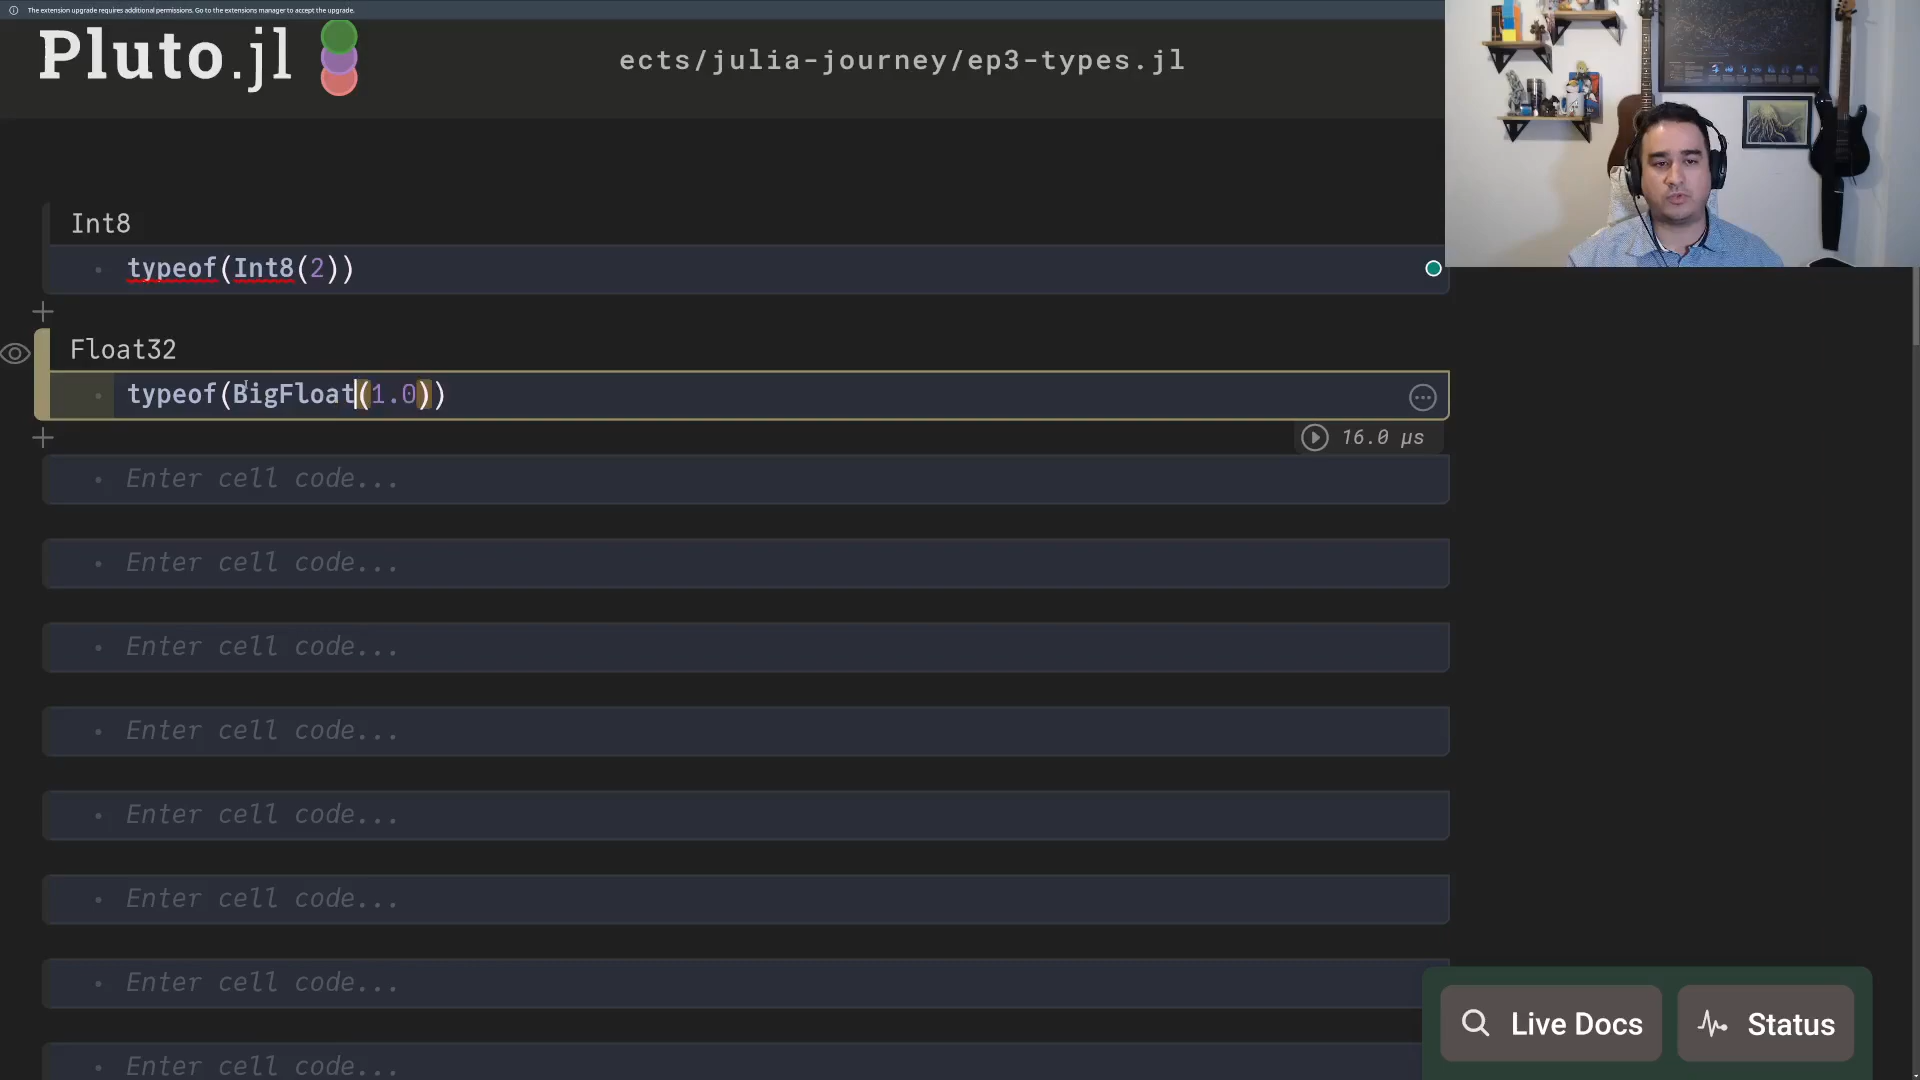 The extension upgrade requires additional permissions. Go to the extensions manager to accept the upgrade.
Pluto.jl
ects/julia-journey/ep3-types.jl
Int8
typeof(Int8(2))
Float32
typeof(BigFloat(1.0))
16.0 μs
Enter cell code...
Enter cell code...
Enter cell code...
Enter cell code...
Enter cell code...
Enter cell code...
Enter cell code...
Enter cell code...
Live Docs
Status